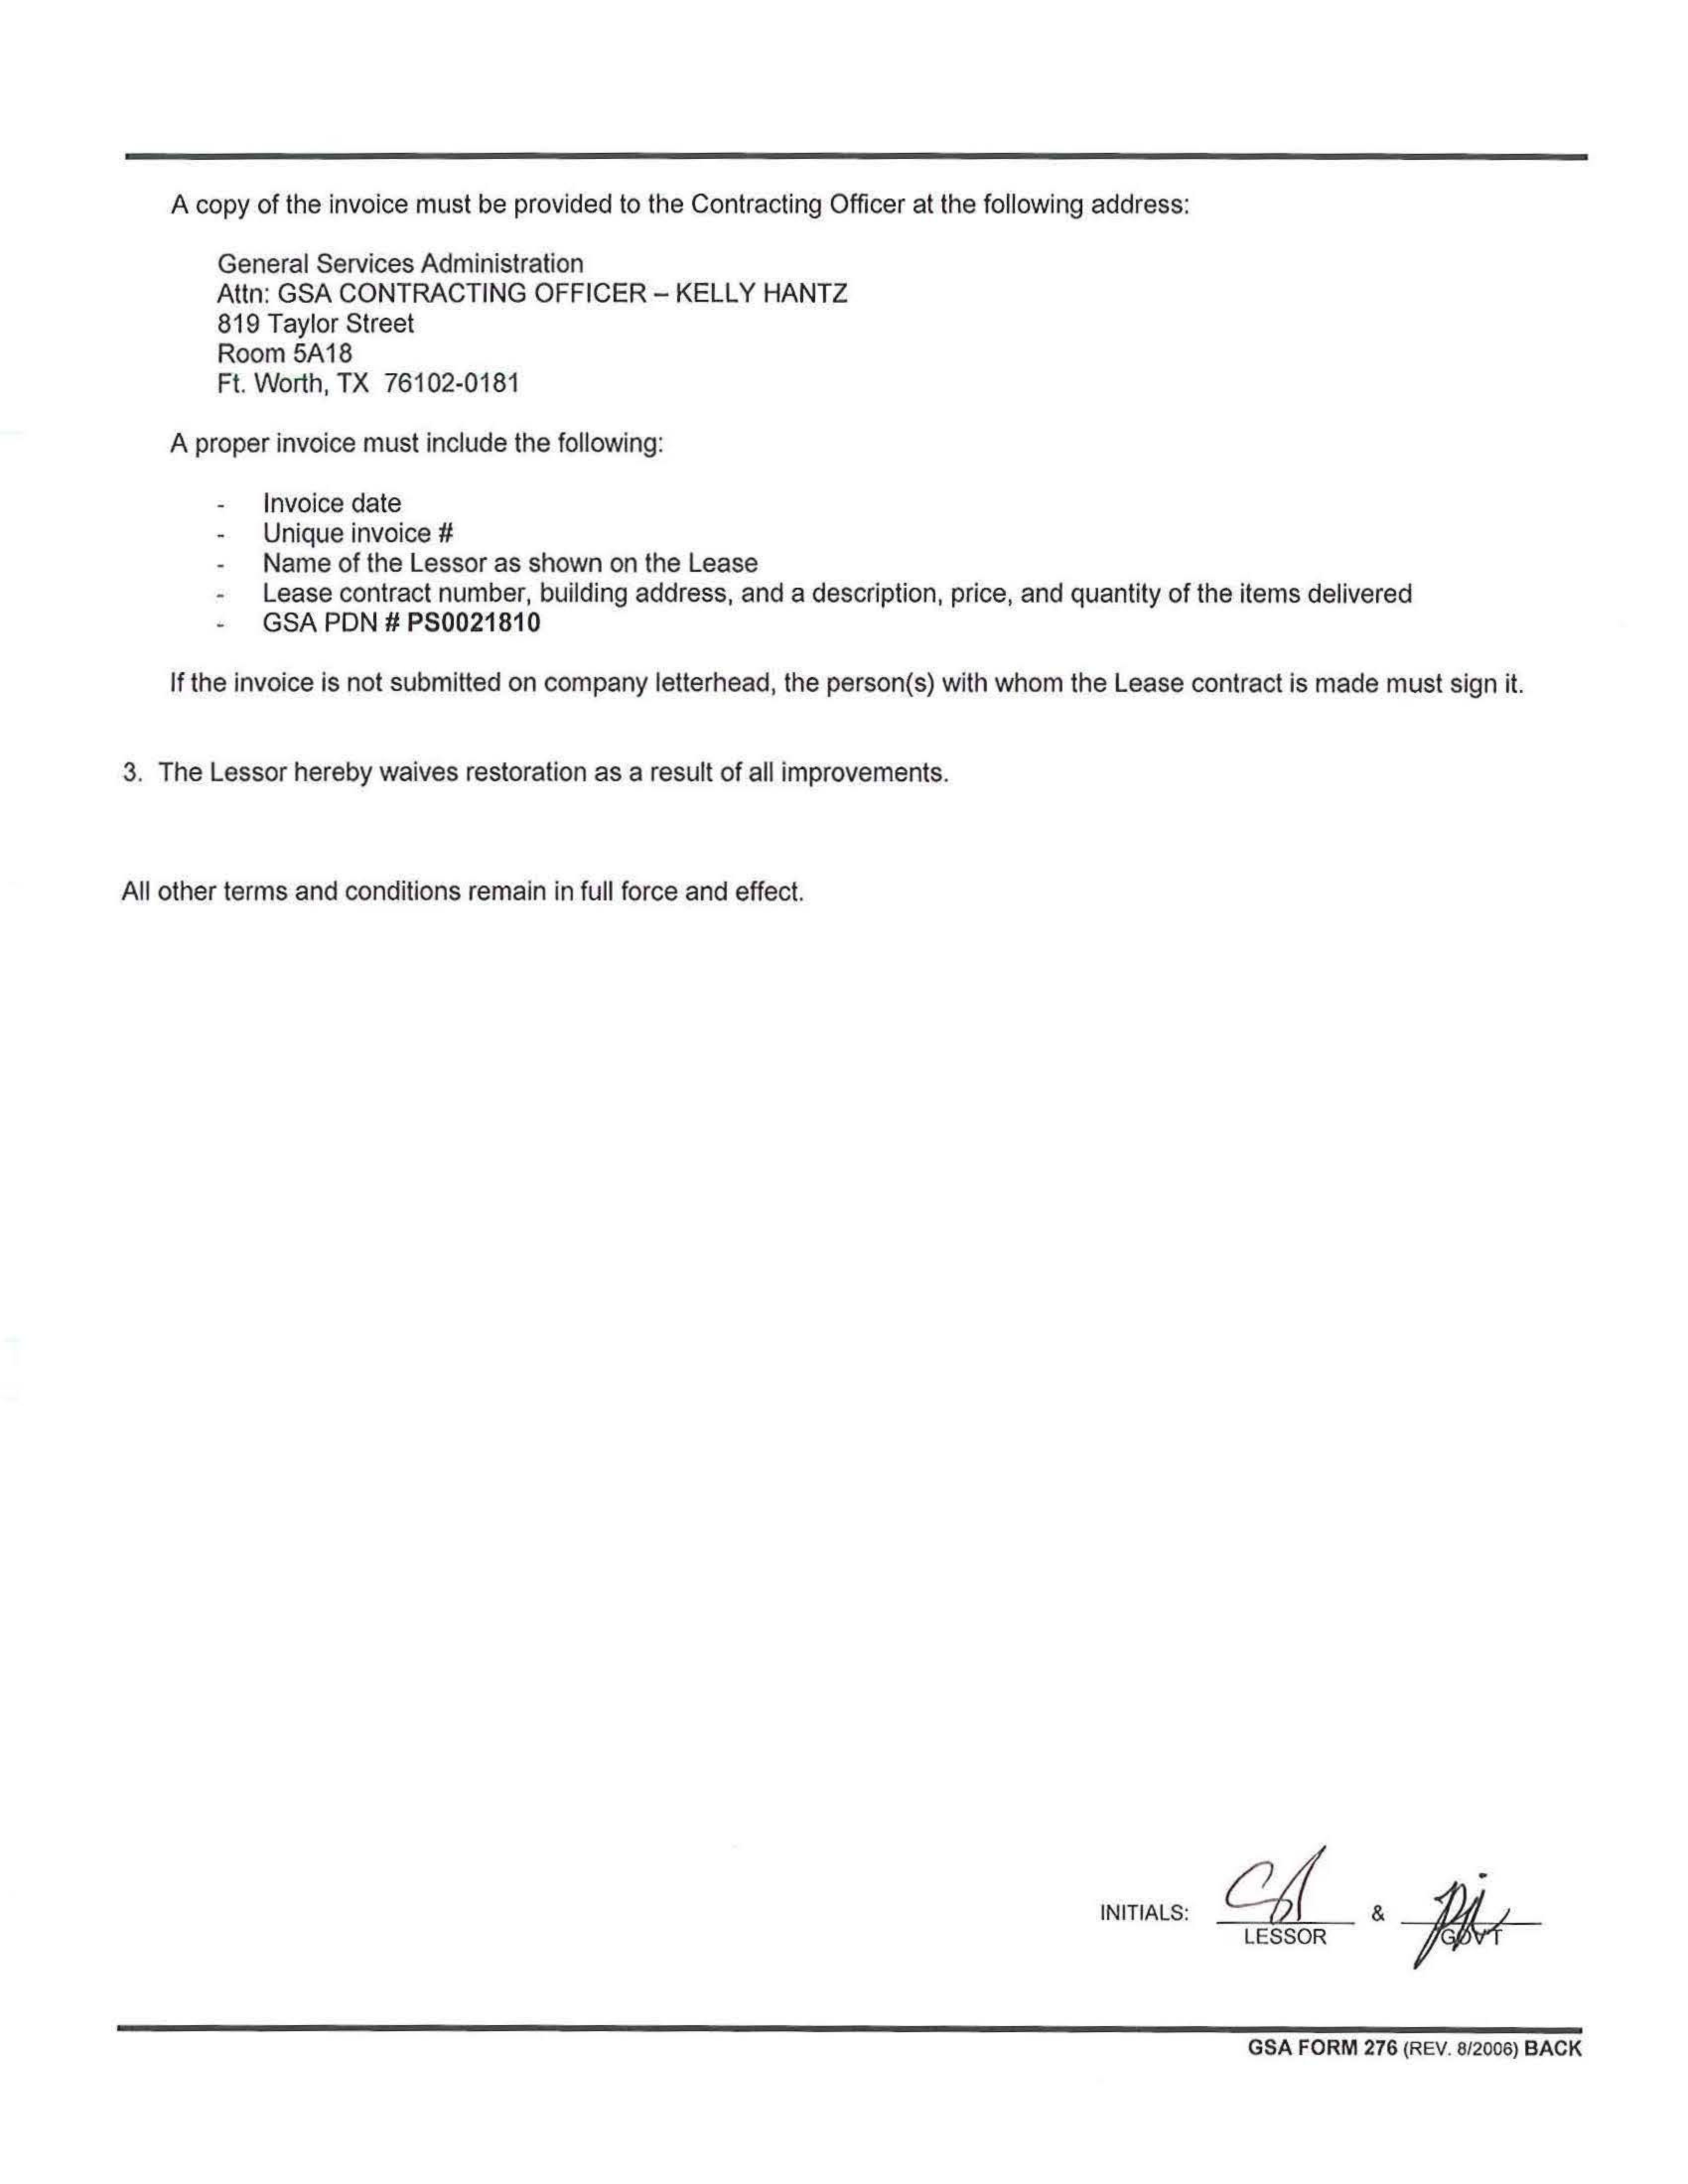 A copy of the invoice must be provided to the Contracting Officer at the following address:
General Services Administration
Attn: GSA CONTRACTING OFFICER – KELLY HANTZ
819 Taylor Street
Room 5A18
Ft. Worth, TX 76102-0181
A proper invoice must include the following:
- Invoice date
- Unique invoice #
- Name of the Lessor as shown on the Lease
- Lease contract number, building address, and a description, price, and quantity of the items delivered
- GSA PDN # PS0021810
If the invoice is not submitted on company letterhead, the person(s) with whom the Lease contract is made must sign it.
3. The Lessor hereby waives restoration as a result of all improvements.
All other terms and conditions remain in full force and effect.
INITIALS: &
LESSOR GOVT
GSA FORM 276 (REV. 8/2006) BACK